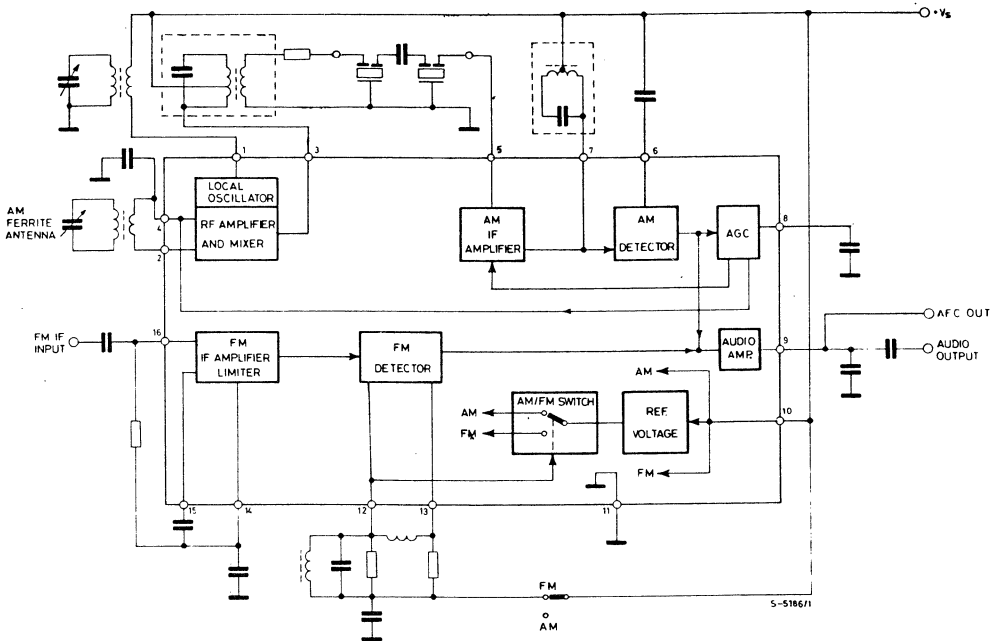 +Vs
1
3
5
7
6
LOCAL
OSCILLATOR
RF AMPLIFIER
AND MIXER
AM
FERRITE
ANTENNA
4
2
AM
IF
AMPLIFIER
AM
DETECTOR
AGC
8
FM IF
INPUT
16
FM
IF AMPLIFIER
LIMITER
FM
DETECTOR
AUDIO
AMP.
9
AFC OUT
AUDIO
OUTPUT
AM
AM/FM SWITCH
AM
FM
REF.
VOLTAGE
10
FM
15
14
12
13
11
FM
AM
S-5186/1